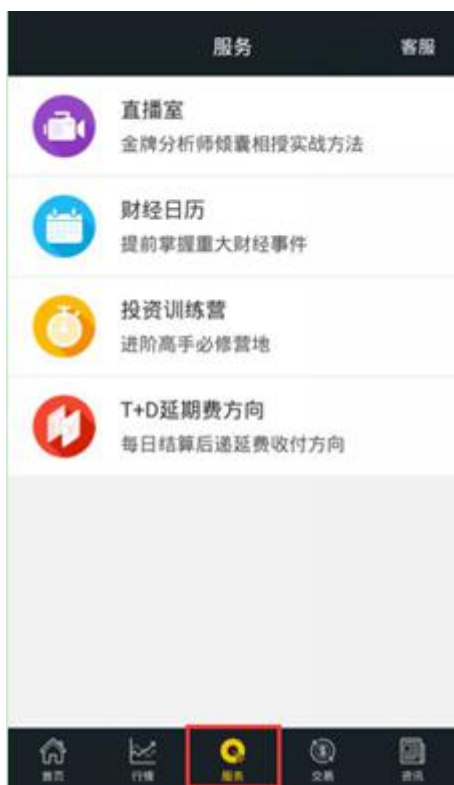 服务
客服
直播室
金牌分析师倾囊相授实战方法
财经日历
提前掌握重大财经事件
投资训练营
进阶高手必修营地
T+D延期费方向
每日结算后递延费收付方向
首页
行情
服务
交易
资讯